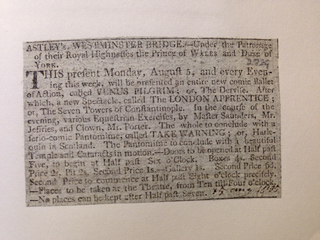 ASTLEY's, WESTMINSTER BRIDGE.—Under the Patronage
of their Royal Highnesses the Prince of WALES and Duke of
YORK.
THIS present Monday, August 5, and every Even-
ing this week, will be presented an entire new comic Ballet
of Action, called VENUS PILGRIM; or, The Dervise. After
which, a new Spectacle, called The LONDON APPRENTICE;
or, The Seven Towers of Constantinople. In the course of the
evening, various Equestrian Exercises, by Master Saunders, Mr.
Jefferies, and Clown, Mr. Porter. The whole to conclude with a
serio-comic Pantomime, called TAKE WARNING; or, Harle-
quin in Scotland. The Pantomime to conclude with a beautiful
Temple and Cataracts in motion.—Doors to be opened at Half past
Five, to begin at Half past Six o'Clock. Boxes 4s. Second
Price 2s. Pit 2s. Second Price 1s.—Gallery 1s. Second Price 6d.
Second Price to commence at Half past Eight o'clock precisely.
—Places to be taken at the Theatre, from Ten till Four o'clock.
—No places can be kept after Half past Seven.